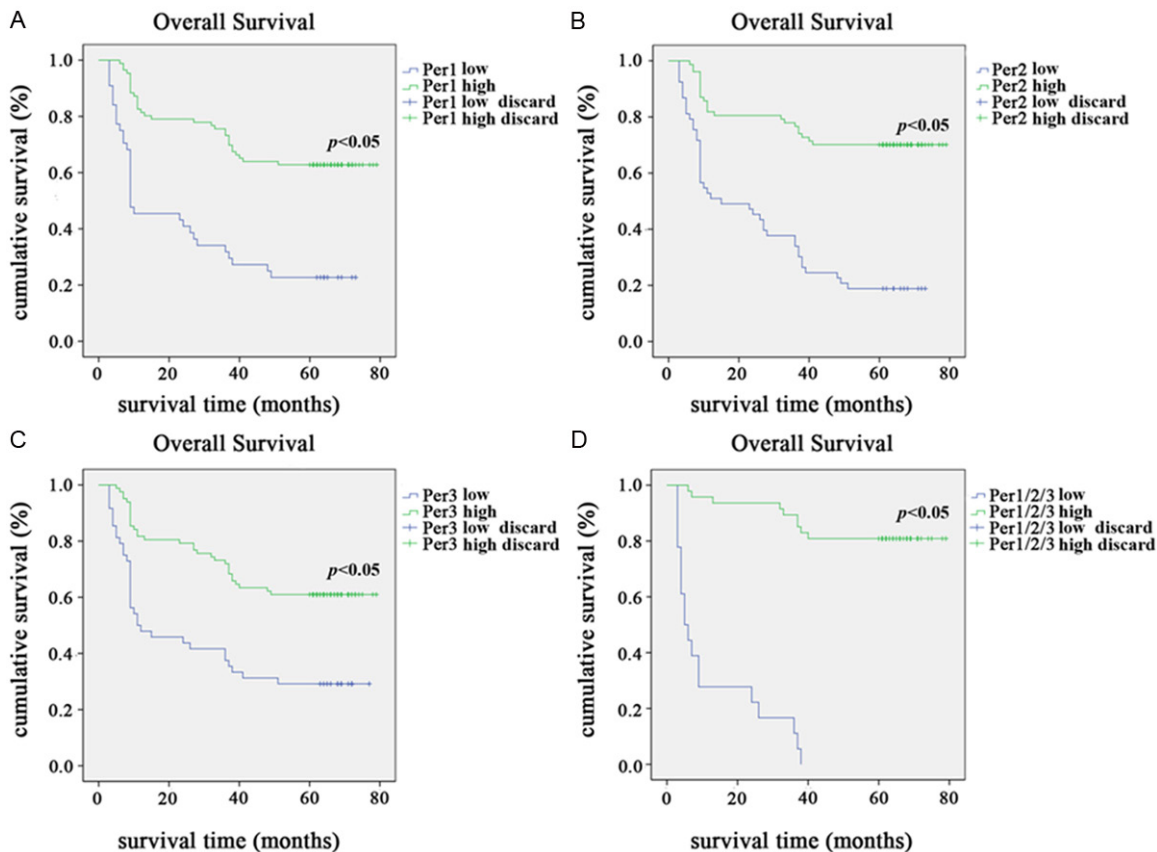 A
Overall Survival
cumulative survival (%)
1.0
0.8
0.6
0.4
0.2
0.0
0
20
40
60
80
survival time (months)
p<0.05
Per1 low
Per1 high
Per1 low discard
Per1 high discard
B
Overall Survival
cumulative survival (%)
1.0
0.8
0.6
0.4
0.2
0.0
0
20
40
60
80
survival time (months)
p<0.05
Per2 low
Per2 high
Per2 low discard
Per2 high discard
C
Overall Survival
cumulative survival (%)
1.0
0.8
0.6
0.4
0.2
0.0
0
20
40
60
80
survival time (months)
p<0.05
Per3 low
Per3 high
Per3 low discard
Per3 high discard
D
Overall Survival
cumulative survival (%)
1.0
0.8
0.6
0.4
0.2
0.0
0
20
40
60
80
survival time (months)
p<0.05
Per1/2/3 low
Per1/2/3 high
Per1/2/3 low discard
Per1/2/3 high discard